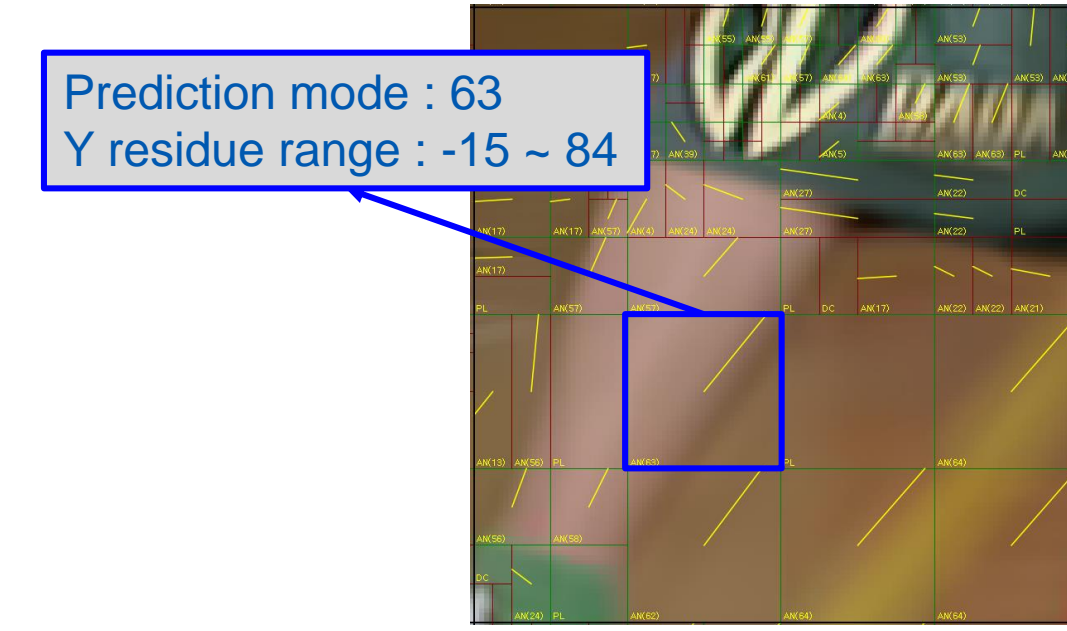 Prediction mode : 63
Y residue range : -15 ~ 84
AN(55) AN(55) AN(53)
AN(61) AN(57) AN(63) AN(53) AN(53)
AN(4)
AN(39) AN(5) AN(63) AN(63) PL
AN(27) AN(22) DC
AN(17) AN(17) AN(57) AN(4) AN(24) AN(24) AN(27) AN(22) PL
AN(17)
PL AN(57) AN(57) PL DC AN(17) AN(22) AN(22) AN(21)
AN(13) AN(56) PL AN(63) PL AN(64)
AN(56) AN(58)
DC
AN(24) PL AN(62) AN(64) AN(64)